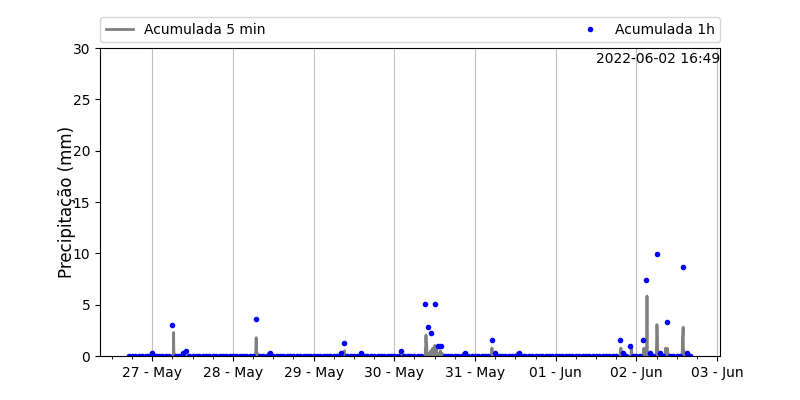 Acumulada 5 min
Acumulada 1h
2022-06-02 16:49
Precipitação (mm)
30
25
20
15
10
5
0
27 - May
28 - May
29 - May
30 - May
31 - May
01 - Jun
02 - Jun
03 - Jun